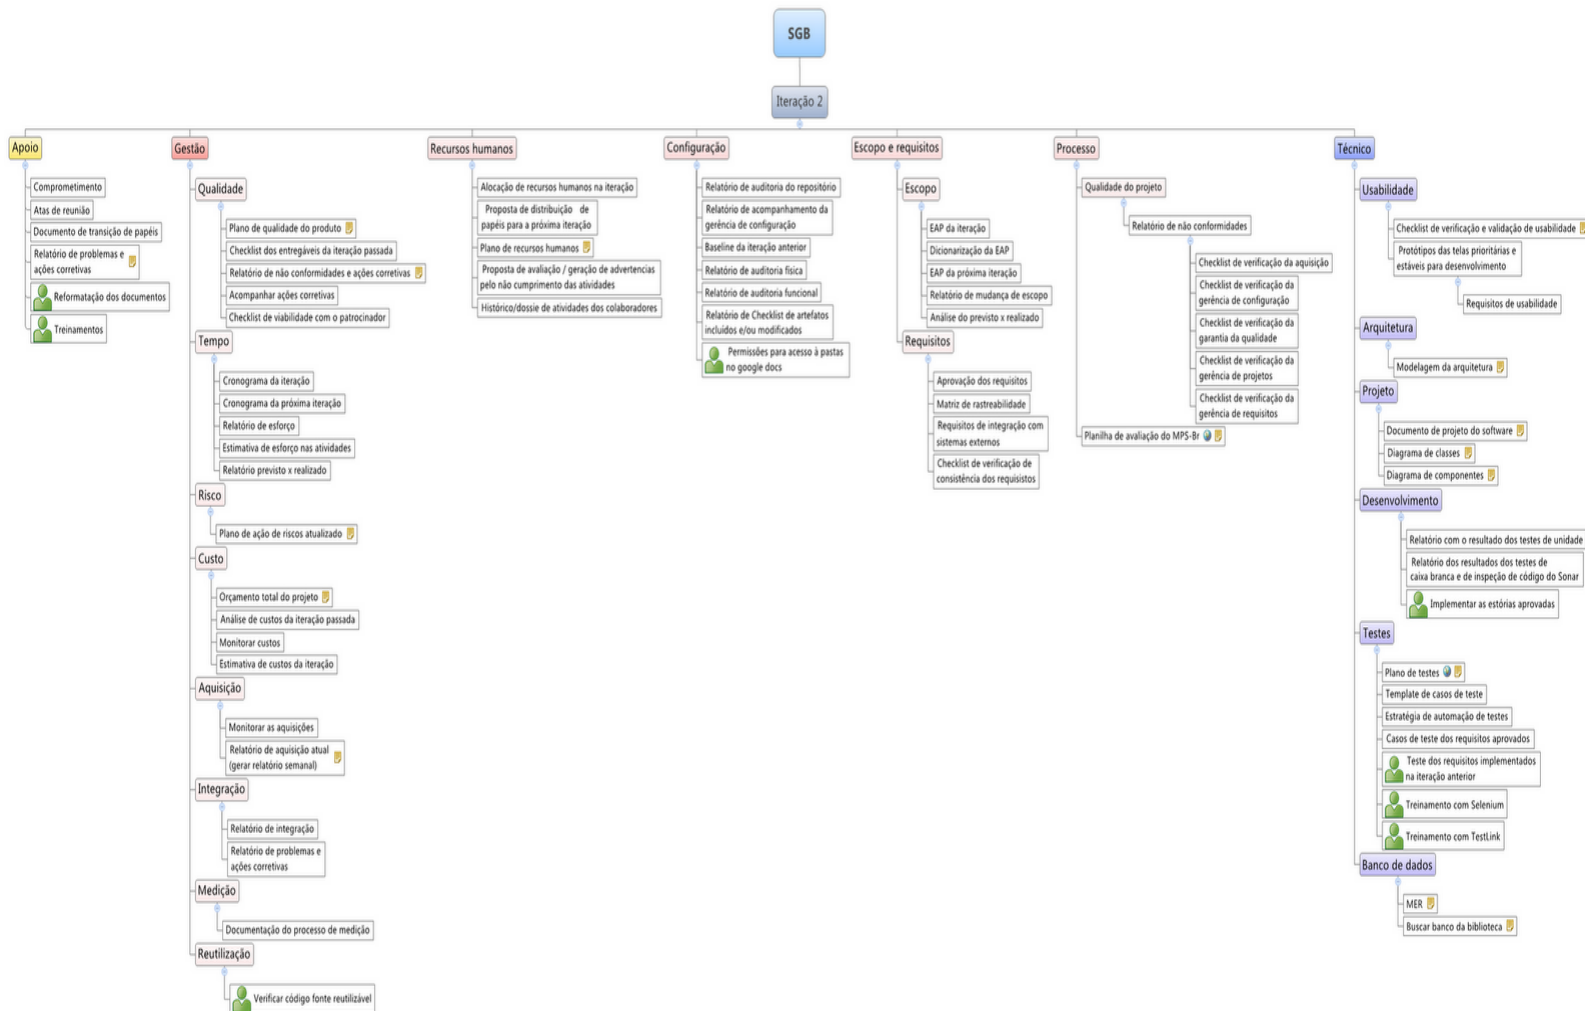 SGB
Iteração 2
Apoio
Comprometimento
Atas de reunião
Documento de transição de papéis
Relatório de problemas e
ações corretivas
Reformatação dos documentos
Treinamentos
Gestão
Qualidade
Plano de qualidade do produto
Checklist dos entregáveis da iteração passada
Relatório de não conformidades e ações corretivas
Acompanhar ações corretivas
Checklist de viabilidade com o patrocinador
Tempo
Cronograma da iteração
Cronograma da próxima iteração
Relatório de esforço
Estimativa de esforço nas atividades
Relatório previsto x realizado
Risco
Plano de ação de riscos atualizado
Custo
Orçamento total do projeto
Análise de custos da iteração passada
Monitorar custos
Estimativa de custos da iteração
Aquisição
Monitorar as aquisições
Relatório de aquisição atual
(gerar relatório semanal)
Integração
Relatório de integração
Relatório de problemas e
ações corretivas
Medição
Documentação do processo de medição
Reutilização
Verificar código fonte reutilizável
Recursos humanos
Alocação de recursos humanos na iteração
Proposta de distribuição de
papéis para a próxima iteração
Plano de recursos humanos
Proposta de avaliação / geração de advertencias
pelo não cumprimento das atividades
Histórico/dossie de atividades dos colaboradores
Configuração
Relatório de auditoria do repositório
Relatório de acompanhamento da
gerência de configuração
Baseline da iteração anterior
Relatório de auditoria física
Relatório de auditoria funcional
Relatório de Checklist de artefatos
incluídos e/ou modificados
Permissões para acesso à pastas
no google docs
Escopo e requisitos
Escopo
EAP da iteração
Dicionarização da EAP
EAP da próxima iteração
Relatório de mudança de escopo
Análise do previsto x realizado
Requisitos
Aprovação dos requisitos
Matriz de rastreabilidade
Requisitos de integração com
sistemas externos
Checklist de verificação de
consistência dos requisistos
Processo
Qualidade do projeto
Relatório de não conformidades
Checklist de verificação da aquisição
Checklist de verificação da
gerência de configuração
Checklist de verificação da
garantia da qualidade
Checklist de verificação da
gerência de projetos
Checklist de verificação da
gerência de requisitos
Planilha de avaliação do MPS-Br
Técnico
Usabilidade
Checklist de verificação e validação de usabilidade
Protótipos das telas prioritárias e
estáveis para desenvolvimento
Requisitos de usabilidade
Arquitetura
Modelagem da arquitetura
Projeto
Documento de projeto do software
Diagrama de classes
Diagrama de componentes
Desenvolvimento
Relatório com o resultado dos testes de unidade
Relatório dos resultados dos testes de
caixa branca e de inspeção de código do Sonar
Implementar as estórias aprovadas
Testes
Plano de testes
Template de casos de teste
Estratégia de automação de testes
Casos de teste dos requisitos aprovados
Teste dos requisitos implementados
na iteração anterior
Treinamento com Selenium
Treinamento com TestLink
Banco de dados
MER
Buscar banco da biblioteca